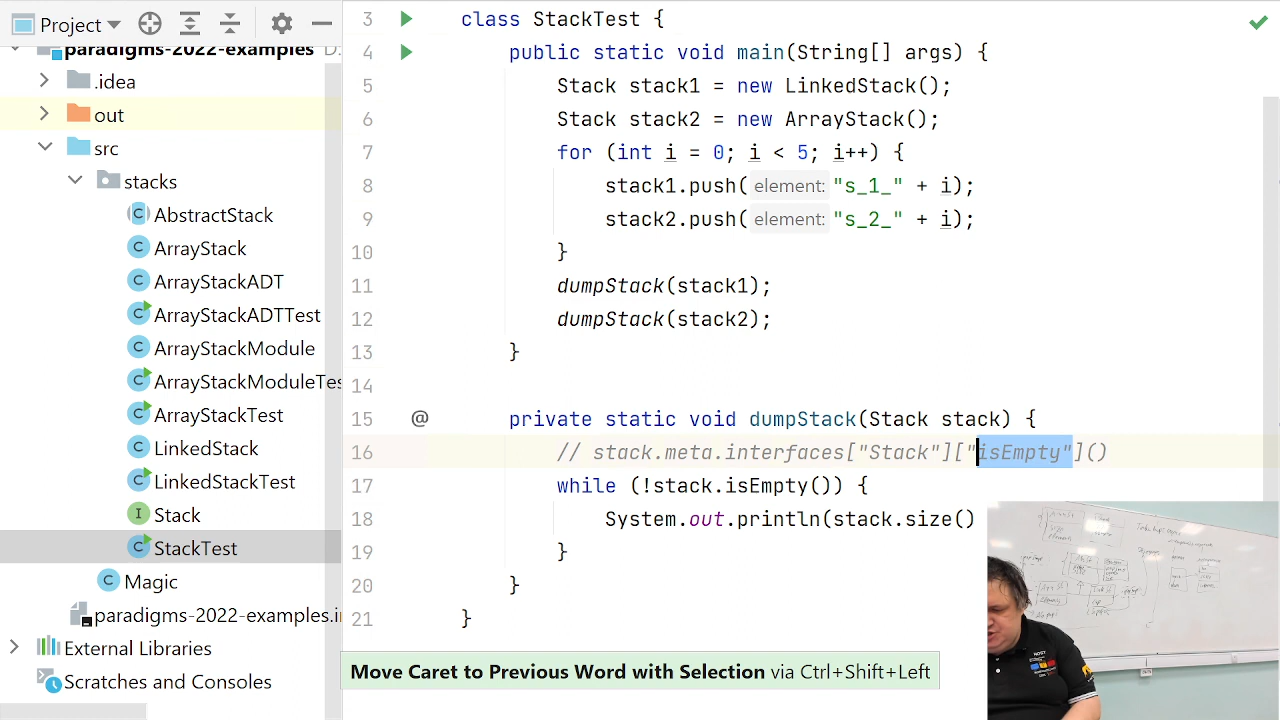 Project
paradigms-2022-examples
.idea
out
src
stacks
AbstractStack
ArrayStack
ArrayStackADT
ArrayStackADTTest
ArrayStackModule
ArrayStackModuleTes
ArrayStackTest
LinkedStack
LinkedStackTest
Stack
StackTest
Magic
paradigms-2022-examples.i
External Libraries
Scratches and Consoles
3 class StackTest {
4 public static void main(String[] args) {
5 Stack stack1 = new LinkedStack();
6 Stack stack2 = new ArrayStack();
7 for (int i = 0; i < 5; i++) {
8 stack1.push( element: "s_1_" + i);
9 stack2.push( element: "s_2_" + i);
10 }
11 dumpStack(stack1);
12 dumpStack(stack2);
13 }
14
15 @ private static void dumpStack(Stack stack) {
16 // stack.meta.interfaces["Stack"]["isEmpty"]()
17 while (!stack.isEmpty()) {
18 System.out.println(stack.size()
19 }
20 }
21 }
Move Caret to Previous Word with Selection via Ctrl+Shift+Left